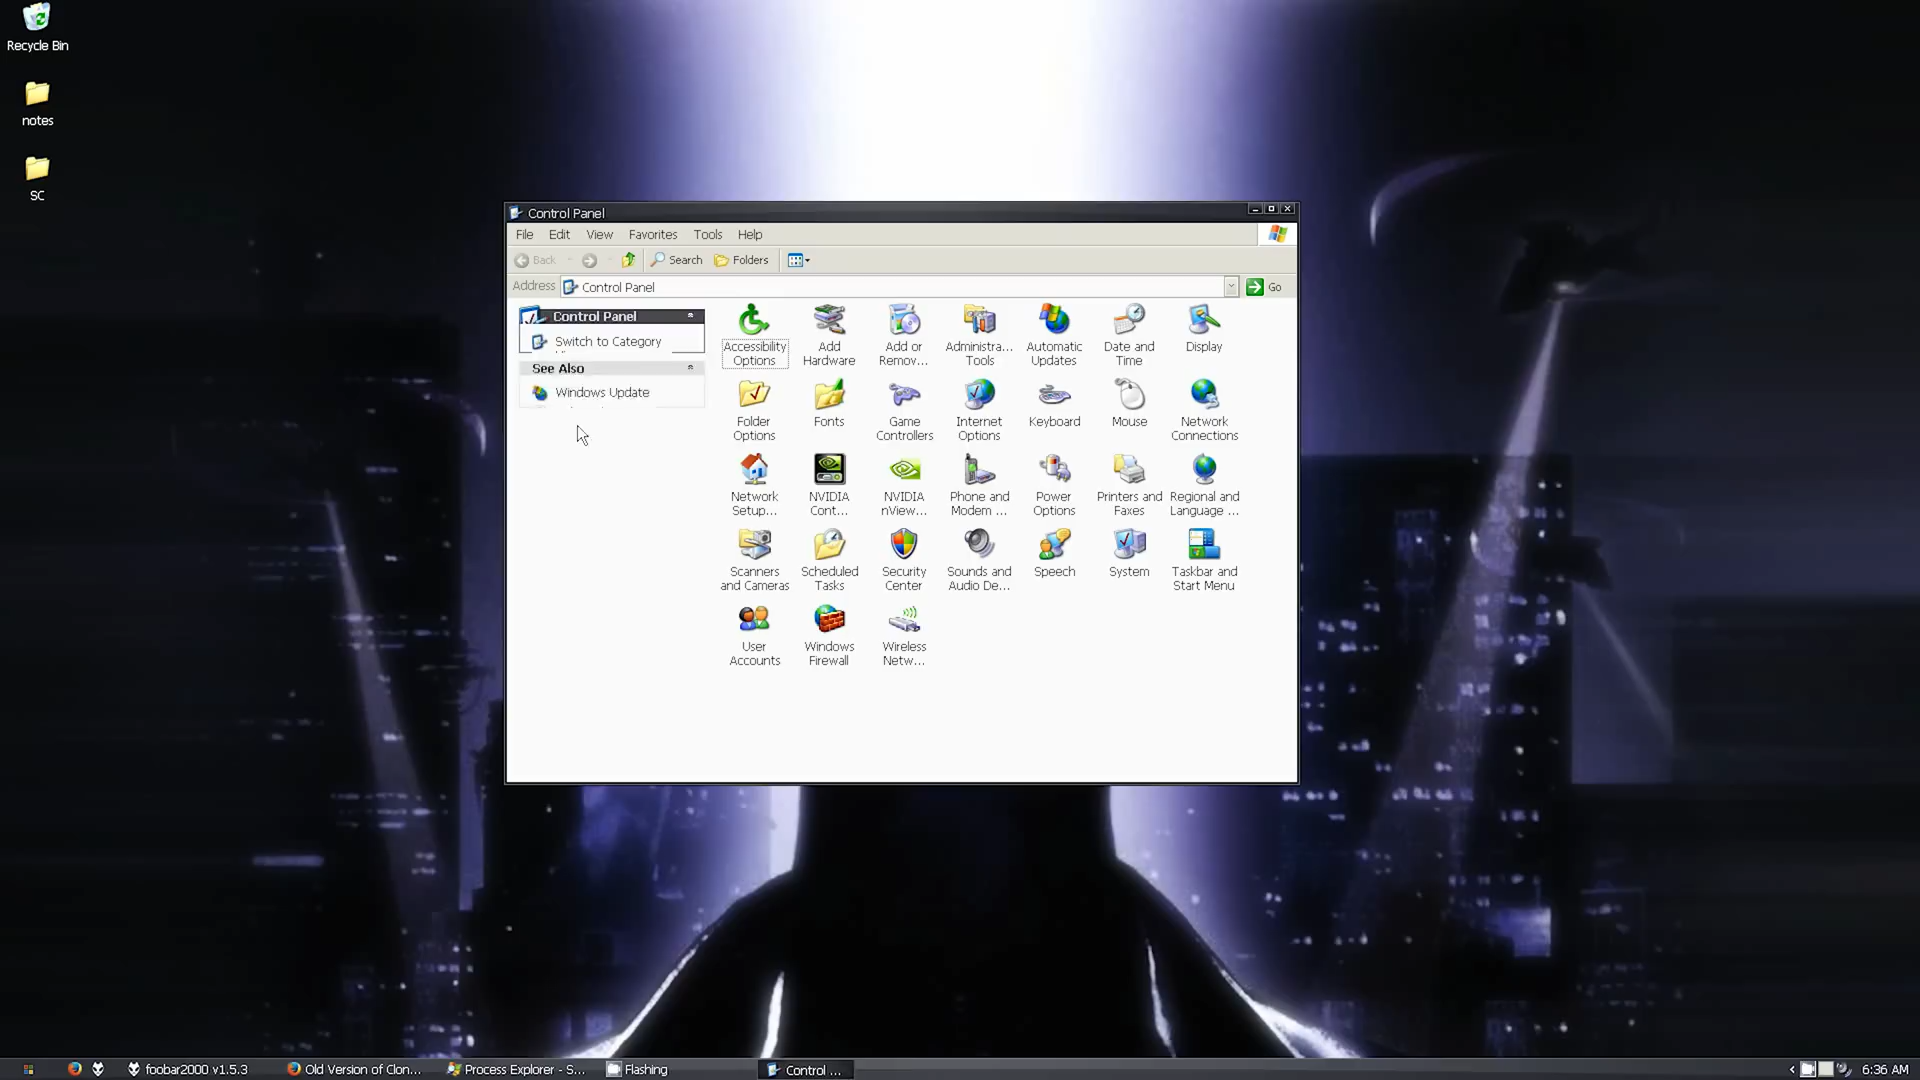 Recycle Bin
notes
SC
Control Panel
File Edit View Favorites Tools Help
Back Search Folders
Address Control Panel Go
Control Panel
Switch to Category
See Also
Windows Update
Accessibility
Options
Add
Hardware
Add or
Remov...
Administra...
Tools
Automatic
Updates
Date and
Time
Display
Folder
Options
Fonts
Game
Controllers
Internet
Options
Keyboard
Mouse
Network
Connections
Network
Setup...
NVIDIA
Cont...
NVIDIA
nView...
Phone and
Modem ...
Power
Options
Printers and
Faxes
Regional and
Language ...
Scanners
and Cameras
Scheduled
Tasks
Security
Center
Sounds and
Audio De...
Speech
System
Taskbar and
Start Menu
User
Accounts
Windows
Firewall
Wireless
Netw...
foobar2000 v1.5.3 Old Version of Clon... Process Explorer - S... Flashing Control ... 6:36 AM